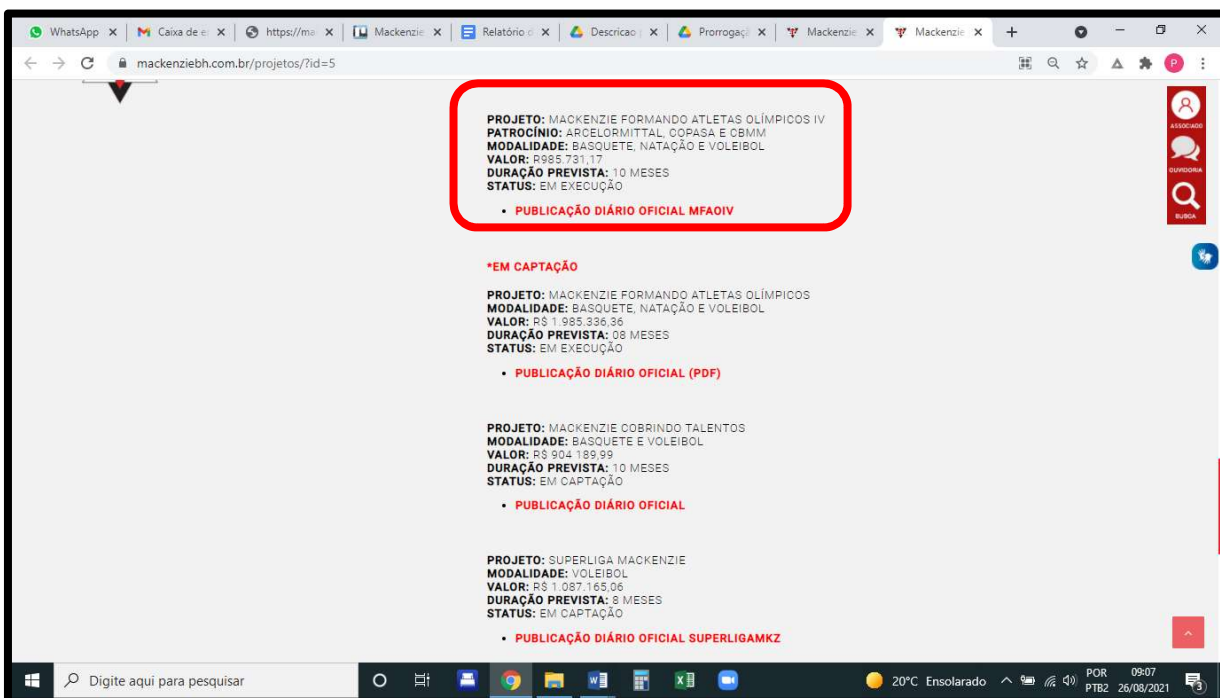 WhatsApp
Caixa de e
https://ma
Mackenzie
Relatório d
Descricao
Prorrogaçã
Mackenzie
Mackenzie
mackenziebh.com.br/projetos/?id=5
P
PROJETO: MACKENZIE FORMANDO ATLETAS OLÍMPICOS IV
PATROCÍNIO: ARCELORMITTAL, COPASA E CBMM
MODALIDADE: BASQUETE, NATAÇÃO E VOLEIBOL
VALOR: R985.731,17
DURAÇÃO PREVISTA: 10 MESES
STATUS: EM EXECUÇÃO
• PUBLICAÇÃO DIÁRIO OFICIAL MFAOIV
ASSOCIADO
OUVIDORIA
BUSCA
*EM CAPTAÇÃO
PROJETO: MACKENZIE FORMANDO ATLETAS OLÍMPICOS
MODALIDADE: BASQUETE, NATAÇÃO E VOLEIBOL
VALOR: R$ 1.985.336,36
DURAÇÃO PREVISTA: 08 MESES
STATUS: EM EXECUÇÃO
• PUBLICAÇÃO DIÁRIO OFICIAL (PDF)
PROJETO: MACKENZIE COBRINDO TALENTOS
MODALIDADE: BASQUETE E VOLEIBOL
VALOR: R$ 904 189,99
DURAÇÃO PREVISTA: 10 MESES
STATUS: EM CAPTAÇÃO
• PUBLICAÇÃO DIÁRIO OFICIAL
PROJETO: SUPERLIGA MACKENZIE
MODALIDADE: VOLEIBOL
VALOR: R$ 1.087.165,06
DURAÇÃO PREVISTA: 8 MESES
STATUS: EM CAPTAÇÃO
• PUBLICAÇÃO DIÁRIO OFICIAL SUPERLIGAMKZ
Digite aqui para pesquisar
20°C Ensolarado
POR
PTB2
09:07
26/08/2021
3